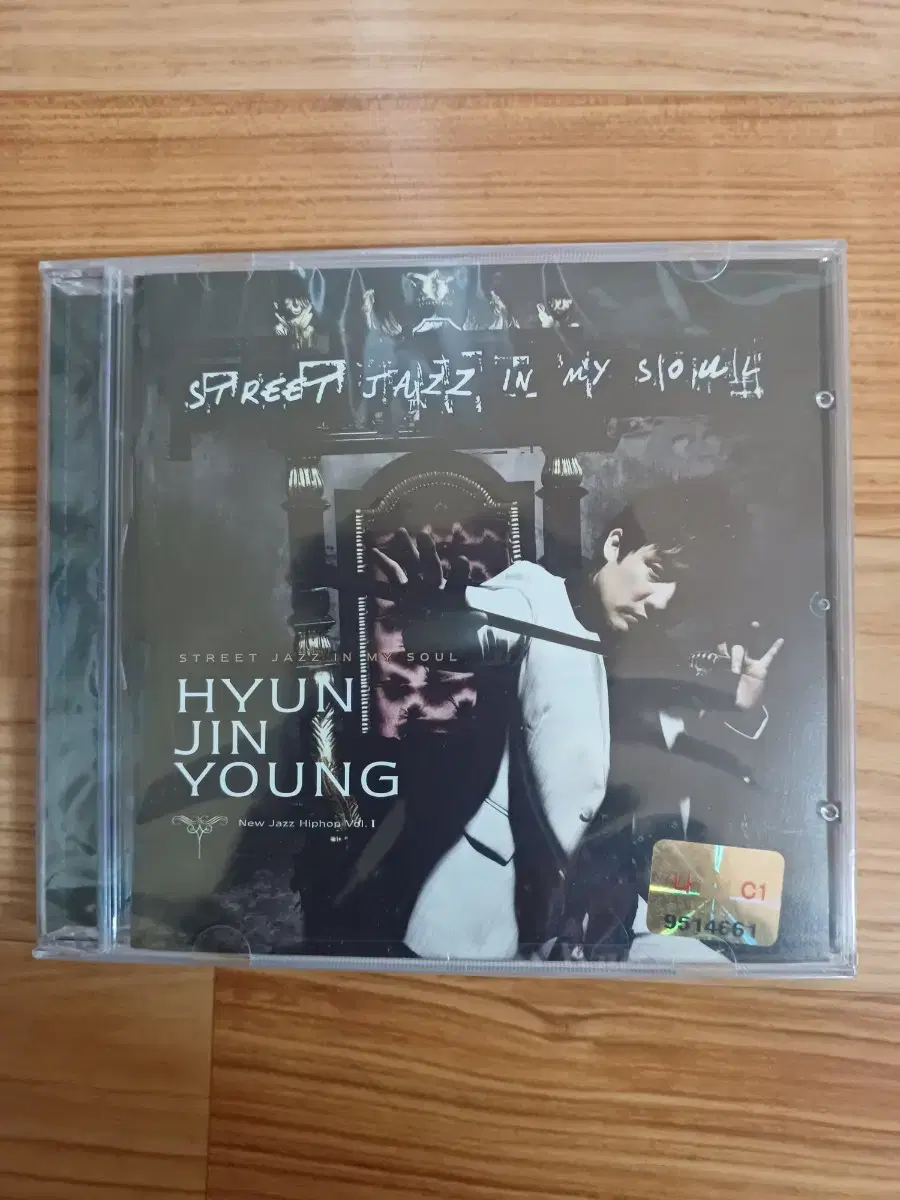 STREET JAZZ IN MY SOUL
STREET JAZZ IN MY SOUL
HYUN
JIN
YOUNG
New Jazz Hiphop Vol. I
C1
9514661